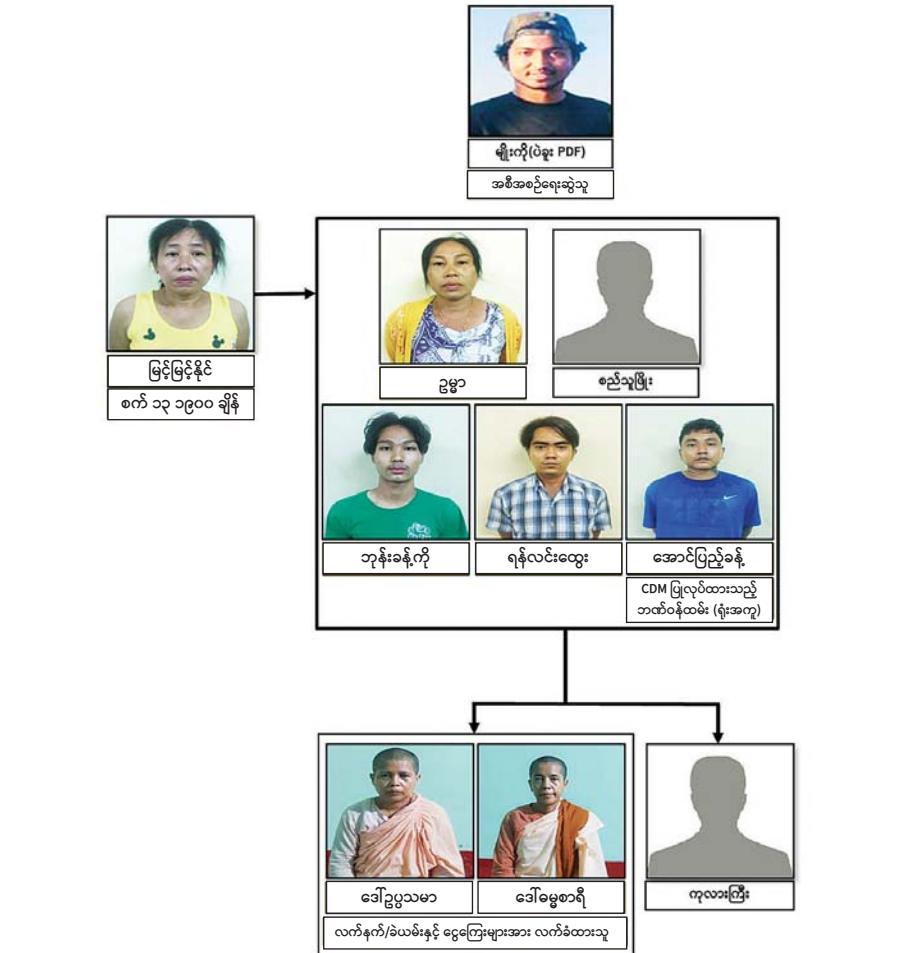 မျိုးကို(ပဲခူး PDF)
အစီအစဉ်ရေးဆွဲသူ
မြင့်မြင့်နိုင်
စက် ၁၃ ၁၉၀၀ ချိန်
ဥမ္မာ
စည်သူဖြိုး
ဘုန်းခန့်ကို
ရန်လင်းထွေး
အောင်ပြည့်ခန့်
CDM ပြုလုပ်ထားသည့်
ဘဏ်ဝန်ထမ်း (ရုံးအကူ)
ဒေါ်ဥပ္ပသမာ
ဒေါ်ဓမ္မစာရီ
လက်နက်/ခဲယမ်းနှင့် ငွေကြေးများအား လက်ခံထားသူ
ကုလားကြီး